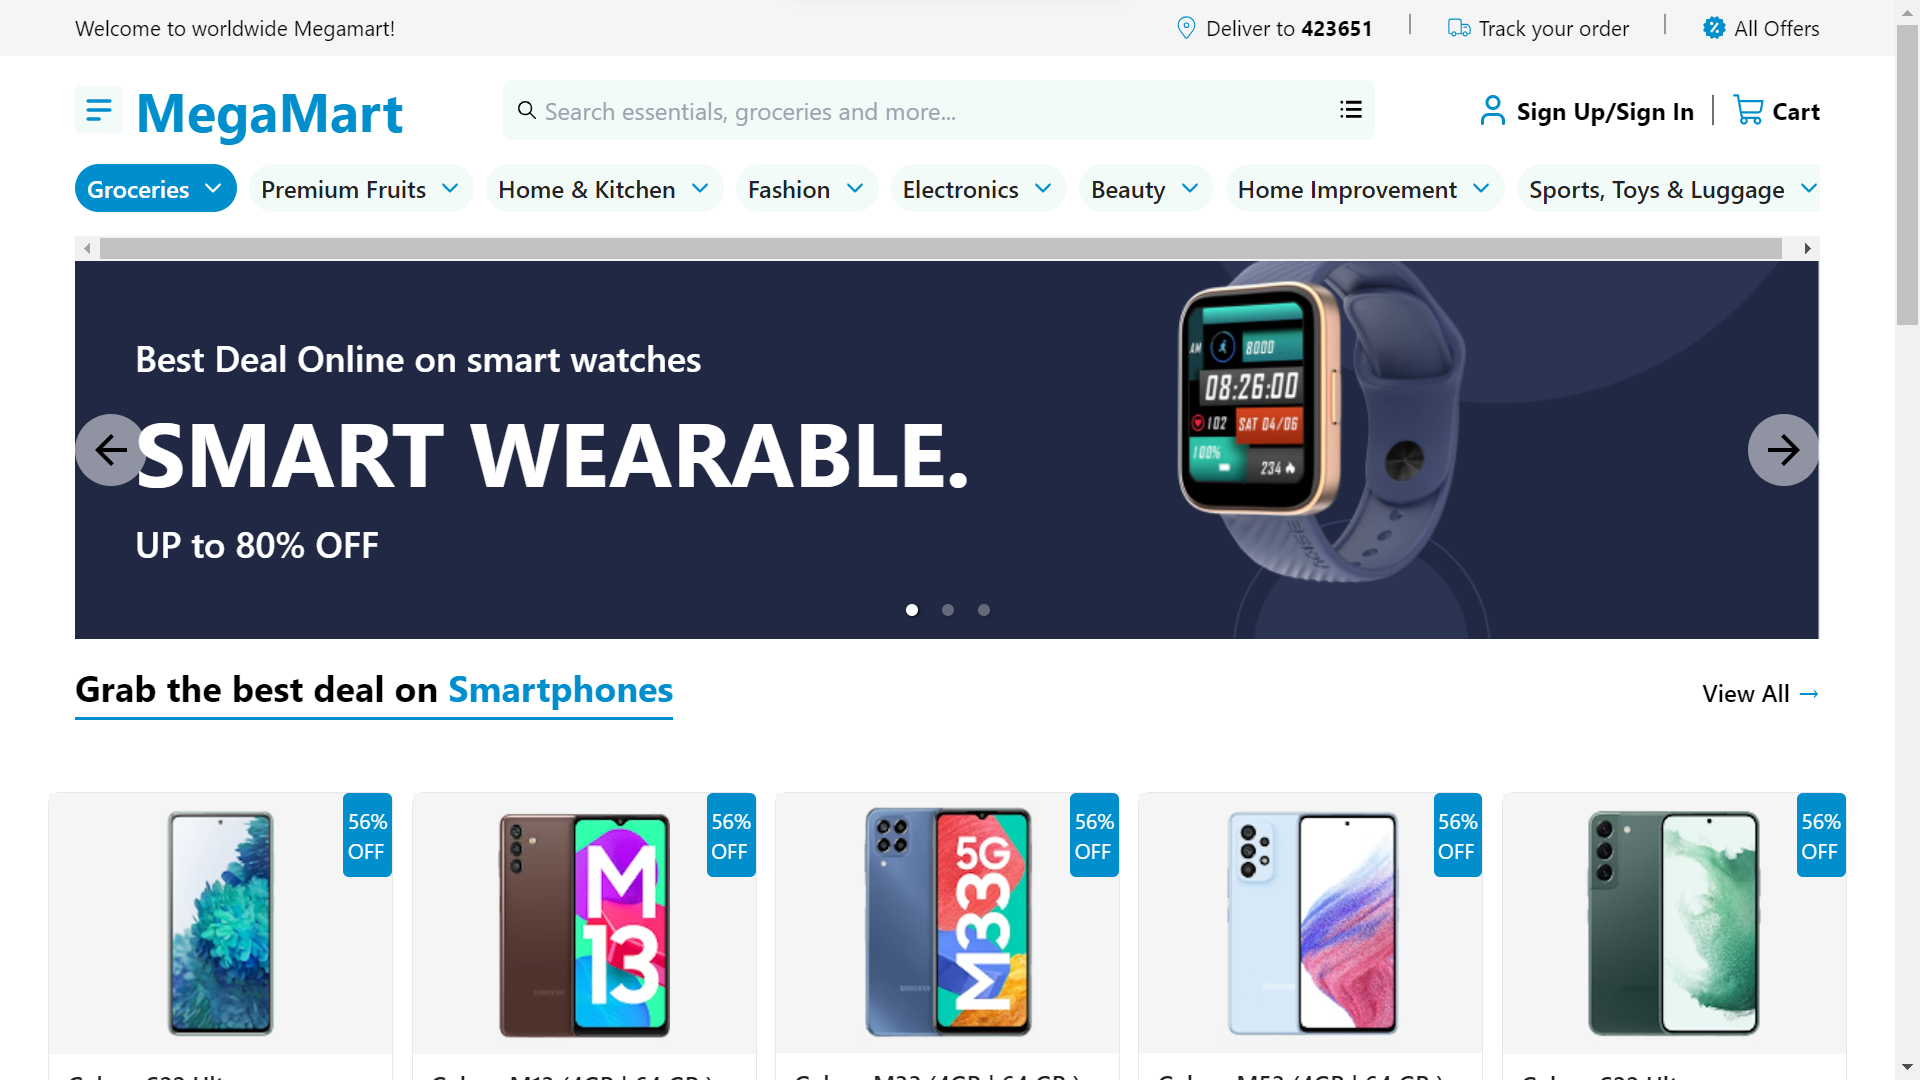 Welcome to worldwide Megamart!
Deliver to 423651
Track your order
All Offers
MegaMart
Search essentials, groceries and more...
Sign Up/Sign In
Cart
Groceries
Premium Fruits
Home & Kitchen
Fashion
Electronics
Beauty
Home Improvement
Sports, Toys & Luggage
Best Deal Online on smart watches
SMART WEARABLE.
UP to 80% OFF
AM
8000
08:26:00
102
SAT 04/06
100%
234
NOISE
Grab the best deal on Smartphones
View All
56%
OFF
M
13
SAMSUNG
56%
OFF
M33
5G
SAMSUNG
56%
OFF
56%
OFF
56%
OFF